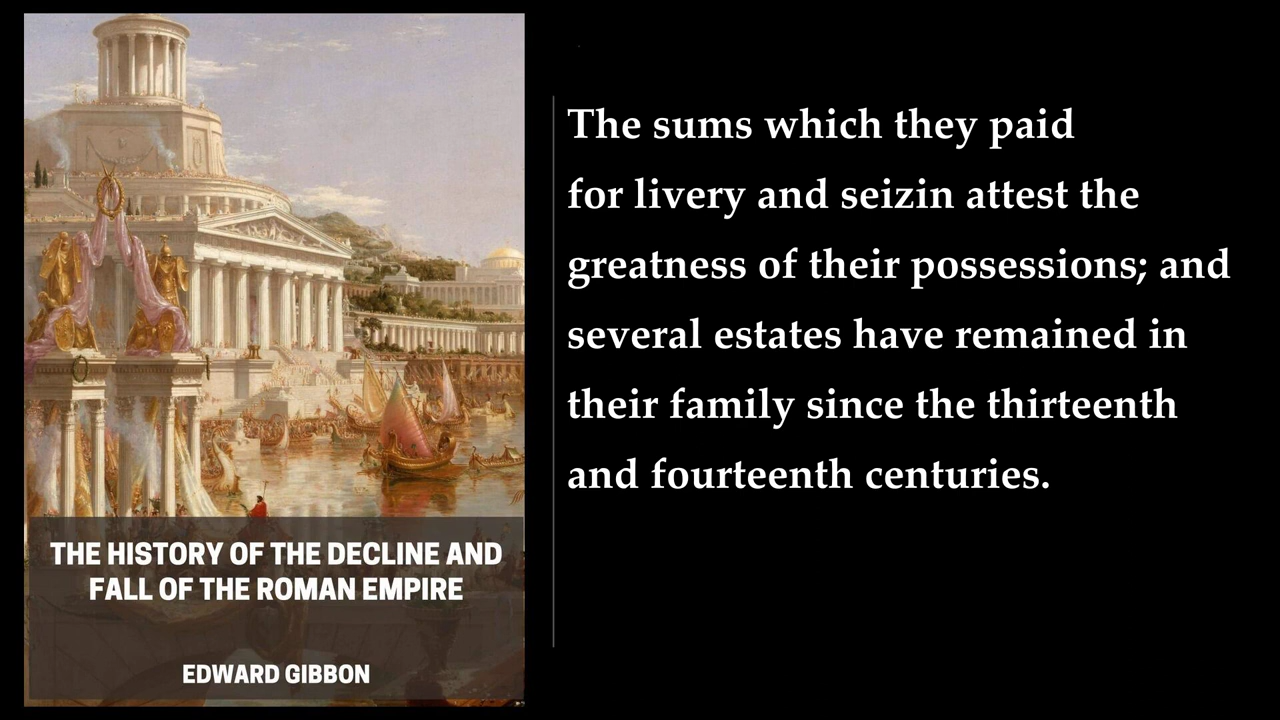 THE HISTORY OF THE DECLINE AND
FALL OF THE ROMAN EMPIRE
EDWARD GIBBON
The sums which they paid
for livery and seizin attest the
greatness of their possessions; and
several estates have remained in
their family since the thirteenth
and fourteenth centuries.